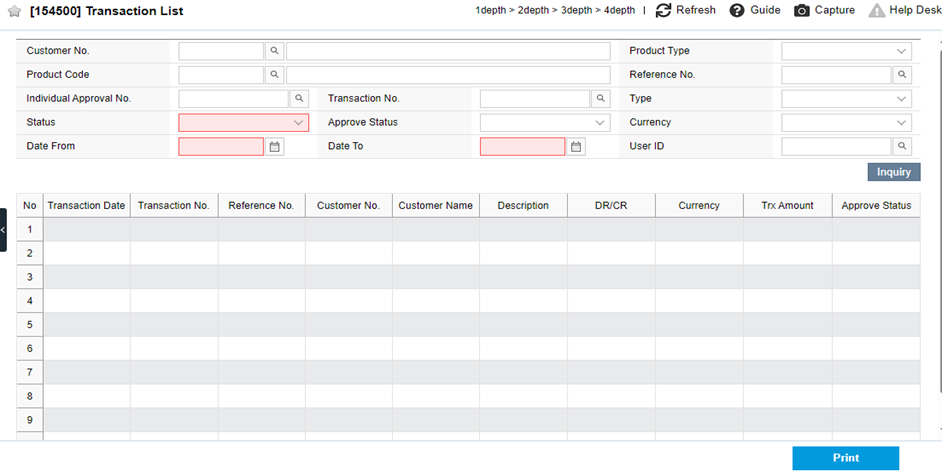 [154500] Transaction List
1depth > 2depth > 3depth > 4depth | Refresh Guide Capture Help Desk
Customer No. Product Type
Product Code Reference No.
Individual Approval No. Transaction No. Type
Status Approve Status Currency
Date From Date To User ID
Inquiry
No Transaction Date Transaction No. Reference No. Customer No. Customer Name Description DR/CR Currency Trx Amount Approve Status
1
2
3
4
5
6
7
8
9
Print